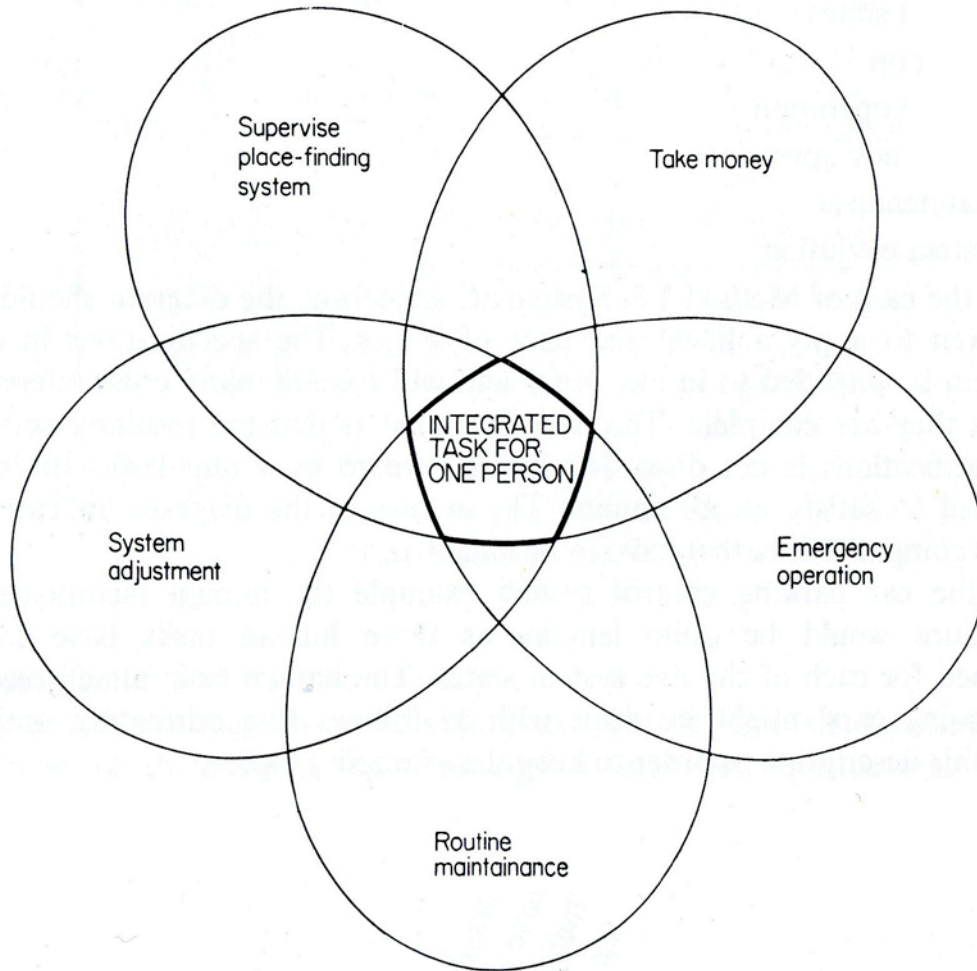 Supervise
place-finding
system
Take money
INTEGRATED
TASK FOR
ONE PERSON
System
adjustment
Emergency
operation
Routine
maintainance